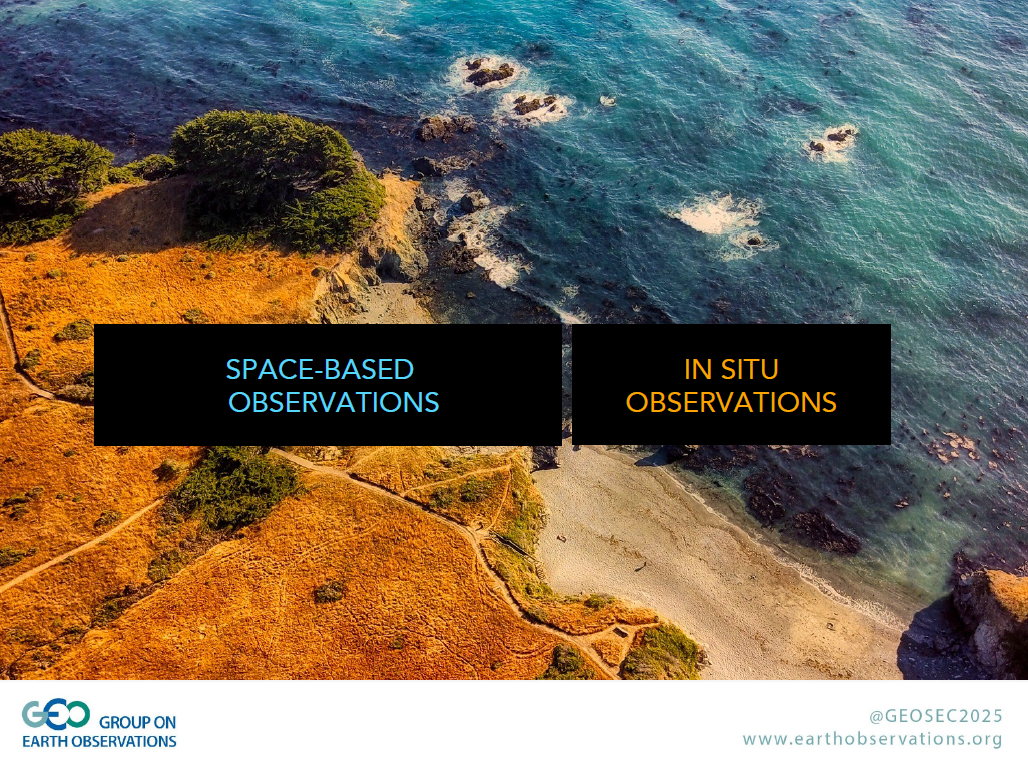 SPACE-BASED
OBSERVATIONS
IN SITU
OBSERVATIONS
GEO GROUP ON
EARTH OBSERVATIONS
@GEOSEC2025
www.earthobservations.org